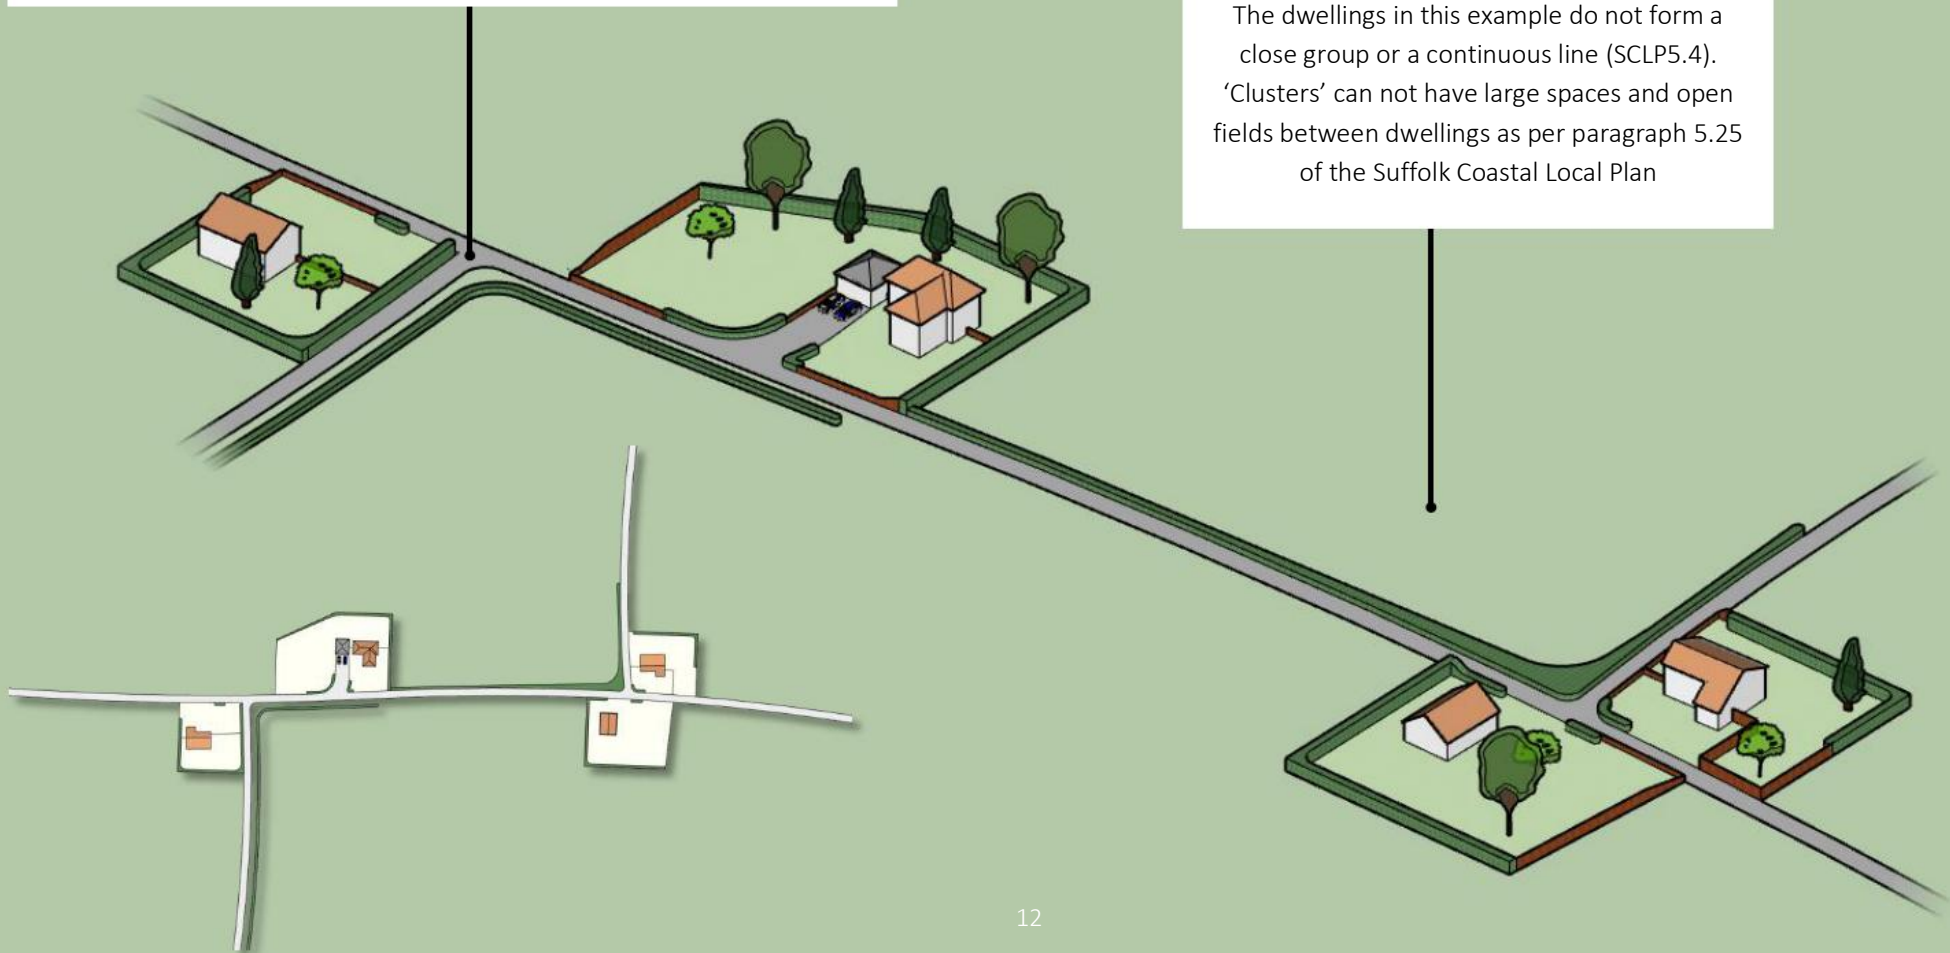 The dwellings in this example do not form a
close group or a continuous line (SCLP5.4).
‘Clusters’ can not have large spaces and open
fields between dwellings as per paragraph 5.25
of the Suffolk Coastal Local Plan
12